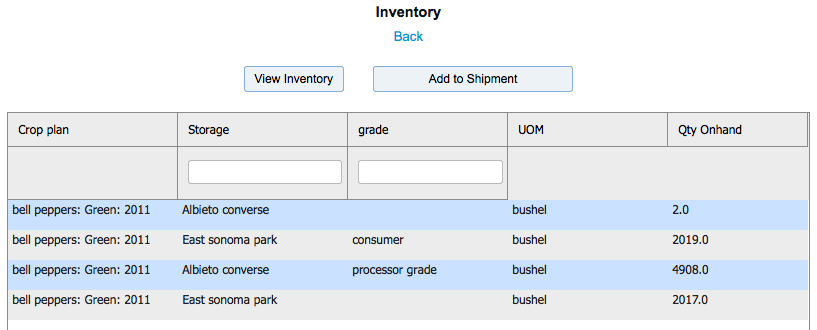 Inventory
Back
View Inventory Add to Shipment
Crop plan Storage grade UOM Qty Onhand
bell peppers: Green: 2011 Albieto converse bushel 2.0
bell peppers: Green: 2011 East sonoma park consumer bushel 2019.0
bell peppers: Green: 2011 Albieto converse processor grade bushel 4908.0
bell peppers: Green: 2011 East sonoma park bushel 2017.0